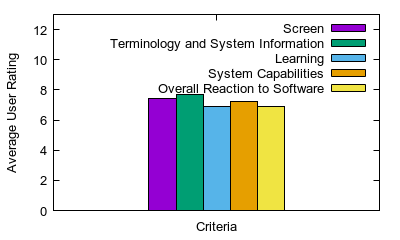 12
10
8
6
4
2
0
Average User Rating
Screen
Terminology and System Information
Learning
System Capabilities
Overall Reaction to Software
Criteria